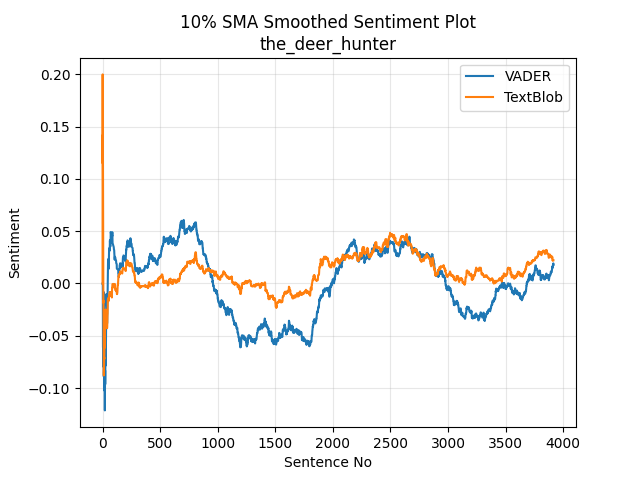 10% SMA Smoothed Sentiment Plot
the_deer_hunter
VADER
TextBlob
Sentiment
0.20
0.15
0.10
0.05
0.00
−0.05
−0.10
0 500 1000 1500 2000 2500 3000 3500 4000
Sentence No